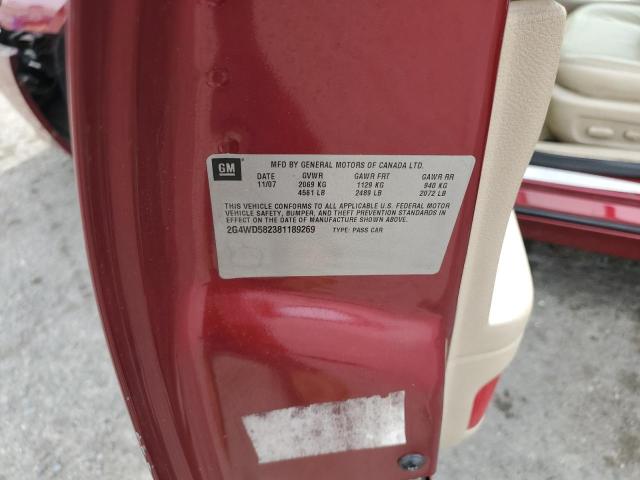 GM
MFD BY GENERAL MOTORS OF CANADA LTD.
DATE GVWR GAWR FRT GAWR RR
11/07 2069 KG 1129 KG 940 KG
4561 LB 2489 LB 2072 LB
THIS VEHICLE CONFORMS TO ALL APPLICABLE U.S. FEDERAL MOTOR
VEHICLE SAFETY, BUMPER, AND THEFT PREVENTION STANDARDS
IN EFFECT ON THE DATE OF MANUFACTURE SHOWN ABOVE.
2G4WD582381189269 TYPE: PASS CAR